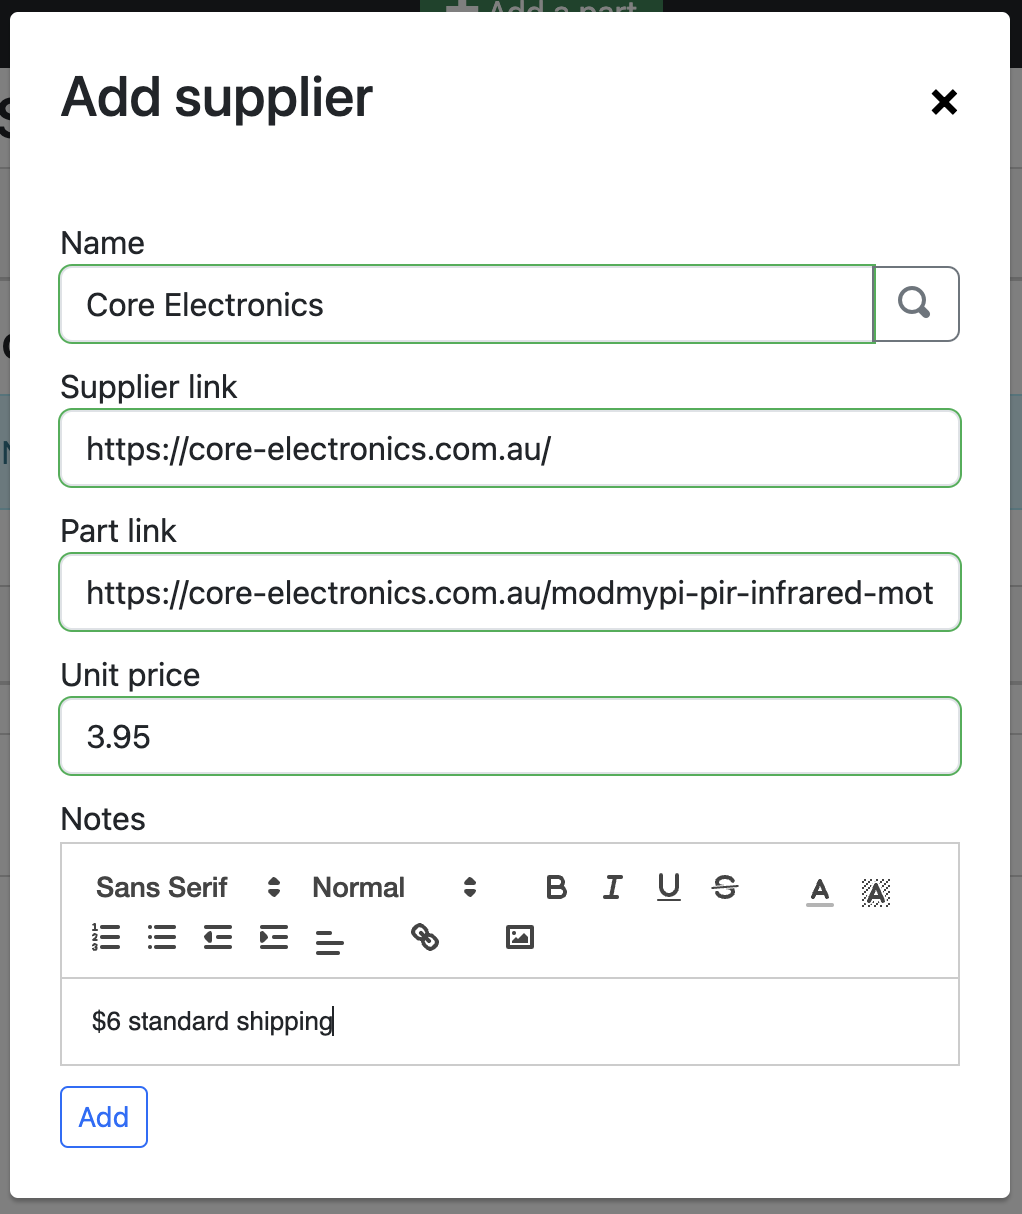 Add a part
Add supplier
Name
Core Electronics
Supplier link
https://core-electronics.com.au/
Part link
https://core-electronics.com.au/modmypi-pir-infrared-mot
Unit price
3.95
Notes
Sans Serif Normal B I U S A A
$6 standard shipping
Add